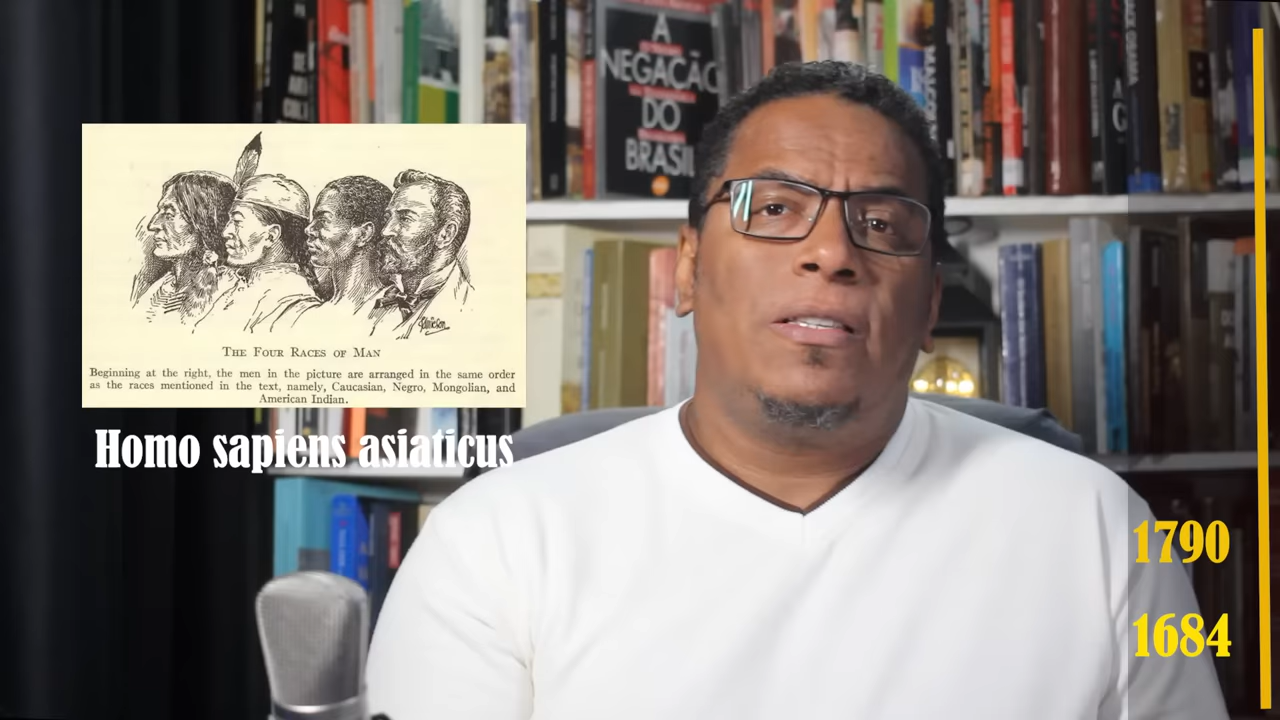 A
NEGAÇÃO
DO
BRASIL
Jamieson
THE FOUR RACES OF MAN
Beginning at the right, the men in the picture are arranged in the same order
as the races mentioned in the text, namely, Caucasian, Negro, Mongolian, and
American Indian.
Homo sapiens asiaticus
1790
1684